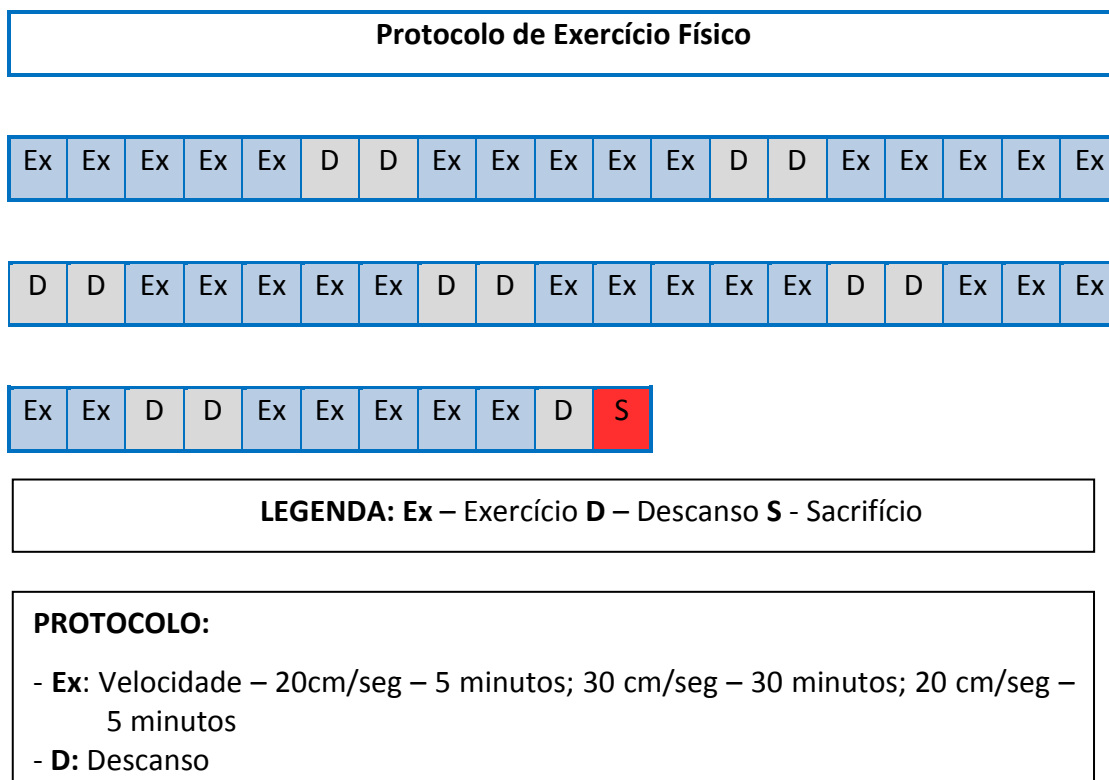 Protocolo de Exercício Físico
Ex Ex Ex Ex Ex D D Ex Ex Ex Ex Ex D D Ex Ex Ex Ex Ex
D D Ex Ex Ex Ex Ex D D Ex Ex Ex Ex Ex D D Ex Ex Ex
Ex Ex D D Ex Ex Ex Ex Ex D S
LEGENDA: Ex – Exercício D – Descanso S - Sacrifício
PROTOCOLO:
- Ex: Velocidade – 20cm/seg – 5 minutos; 30 cm/seg – 30 minutos; 20 cm/seg –
5 minutos
- D: Descanso